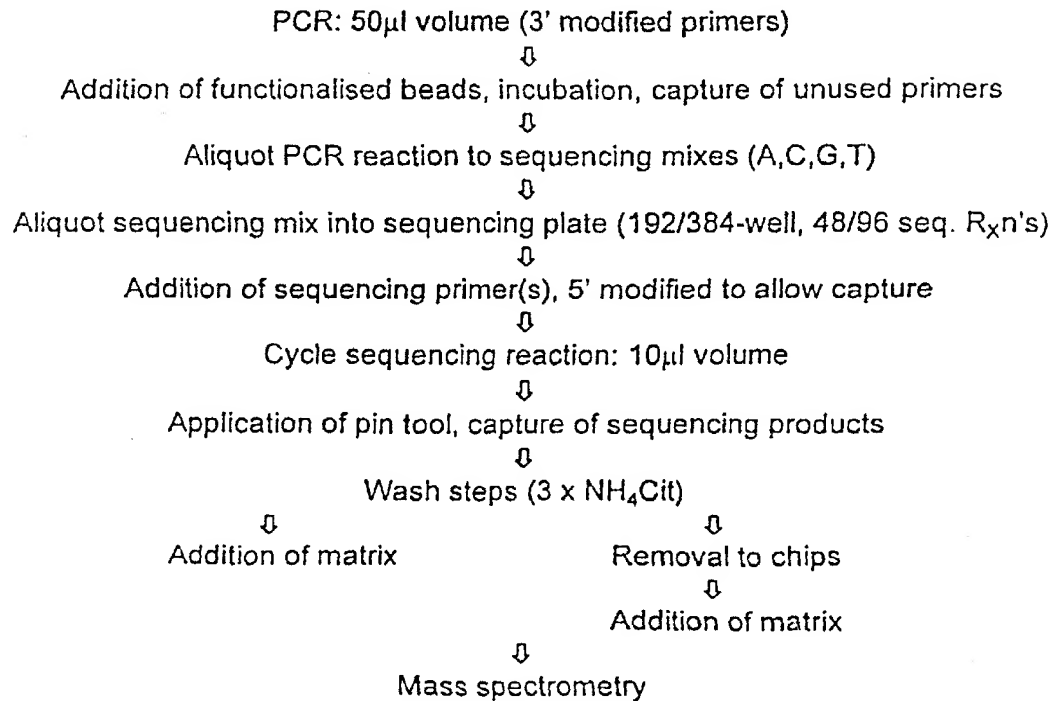 PCR: 50µl volume (3' modified primers)
⇩
Addition of functionalised beads, incubation, capture of unused primers
⇩
Aliquot PCR reaction to sequencing mixes (A,C,G,T)
⇩
Aliquot sequencing mix into sequencing plate (192/384-well, 48/96 seq. RXn's)
⇩
Addition of sequencing primer(s), 5' modified to allow capture
⇩
Cycle sequencing reaction: 10µl volume
⇩
Application of pin tool, capture of sequencing products
⇩
Wash steps (3 x NH4Cit)
⇩ ⇩
Addition of matrix Removal to chips
⇩
Addition of matrix
⇩
Mass spectrometry